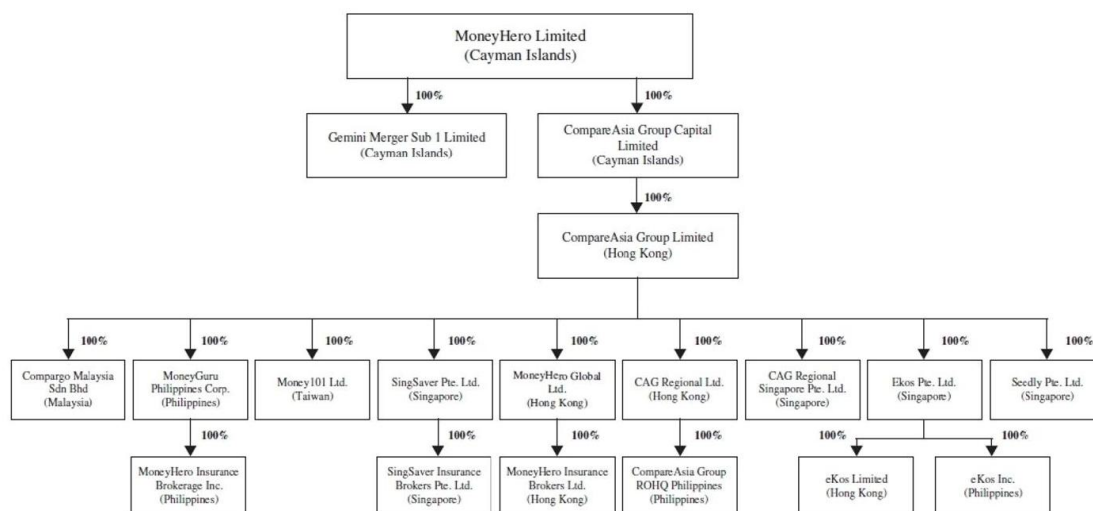 MoneyHero Limited
(Cayman Islands)
100%
100%
Gemini Merger Sub 1 Limited
(Cayman Islands)
CompareAsia Group Capital
Limited
(Cayman Islands)
100%
CompareAsia Group Limited
(Hong Kong)
100%
100%
100%
100%
100%
100%
100%
100%
100%
Compargo Malaysia
Sdn Bhd
(Malaysia)
MoneyGuru
Philippines Corp.
(Philippines)
Money101 Ltd.
(Taiwan)
SingSaver Pte. Ltd.
(Singapore)
MoneyHero Global
Ltd.
(Hong Kong)
CAG Regional Ltd.
(Hong Kong)
CAG Regional
Singapore Pte. Ltd.
(Singapore)
Ekos Pte. Ltd.
(Singapore)
Seedly Pte. Ltd.
(Singapore)
100%
100%
100%
100%
100%
100%
MoneyHero Insurance
Brokerage Inc.
(Philippines)
SingSaver Insurance
Brokers Pte. Ltd.
(Singapore)
MoneyHero Insurance
Brokers Ltd.
(Hong Kong)
CompareAsia Group
ROHQ Philippines
(Philippines)
eKos Limited
(Hong Kong)
eKos Inc.
(Philippines)